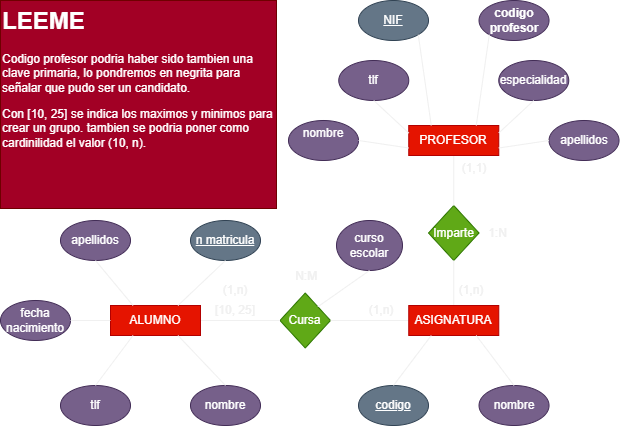 LEEME
Codigo profesor podria haber sido tambien una
clave primaria, lo pondremos en negrita para
señalar que pudo ser un candidato.
Con [10, 25] se indica los maximos y minimos para
crear un grupo. tambien se podria poner como
cardinilidad el valor (10, n).
NIF
codigo
profesor
tlf
especialidad
nombre
PROFESOR
apellidos
(1,1)
Imparte
1:N
apellidos
n matricula
curso
escolar
N:M
(1,n)
(1,n)
[10, 25]
(1,n)
fecha
nacimiento
ALUMNO
Cursa
ASIGNATURA
tlf
nombre
codigo
nombre